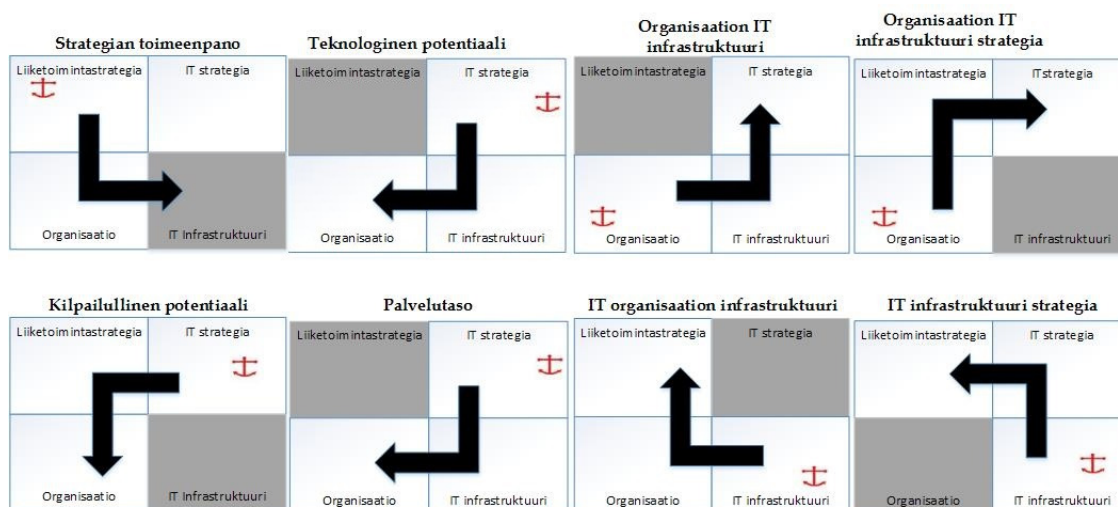 Strategian toimeenpano
Liiketoimintastrategia
IT strategia
Organisaatio
IT Infrastruktuuri
Teknologinen potentiaali
Liiketoimintastrategia
IT strategia
Organisaatio
IT infrastruktuuri
Organisaation IT
infrastruktuuri
Liiketoimintastrategia
IT strategia
Organisaatio
IT infrastruktuuri
Organisaation IT
infrastruktuuri strategia
Liiketoimintastrategia
ITstrategia
Organisaatio
IT infrastruktuuri
Kilpailullinen potentiaali
Liiketoimintastrategia
IT strategia
Organisaatio
IT Infrastruktuuri
Palvelutaso
Liiketoimintastrategia
IT strategia
Organisaatio
IT infrastruktuuri
IT organisaation infrastruktuuri
Liiketoimintastrategia
IT strategia
Organisaatio
IT infrastruktuuri
IT infrastruktuuri strategia
Liiketoimintastrategia
IT strategia
Organisaatio
IT infrastruktuuri